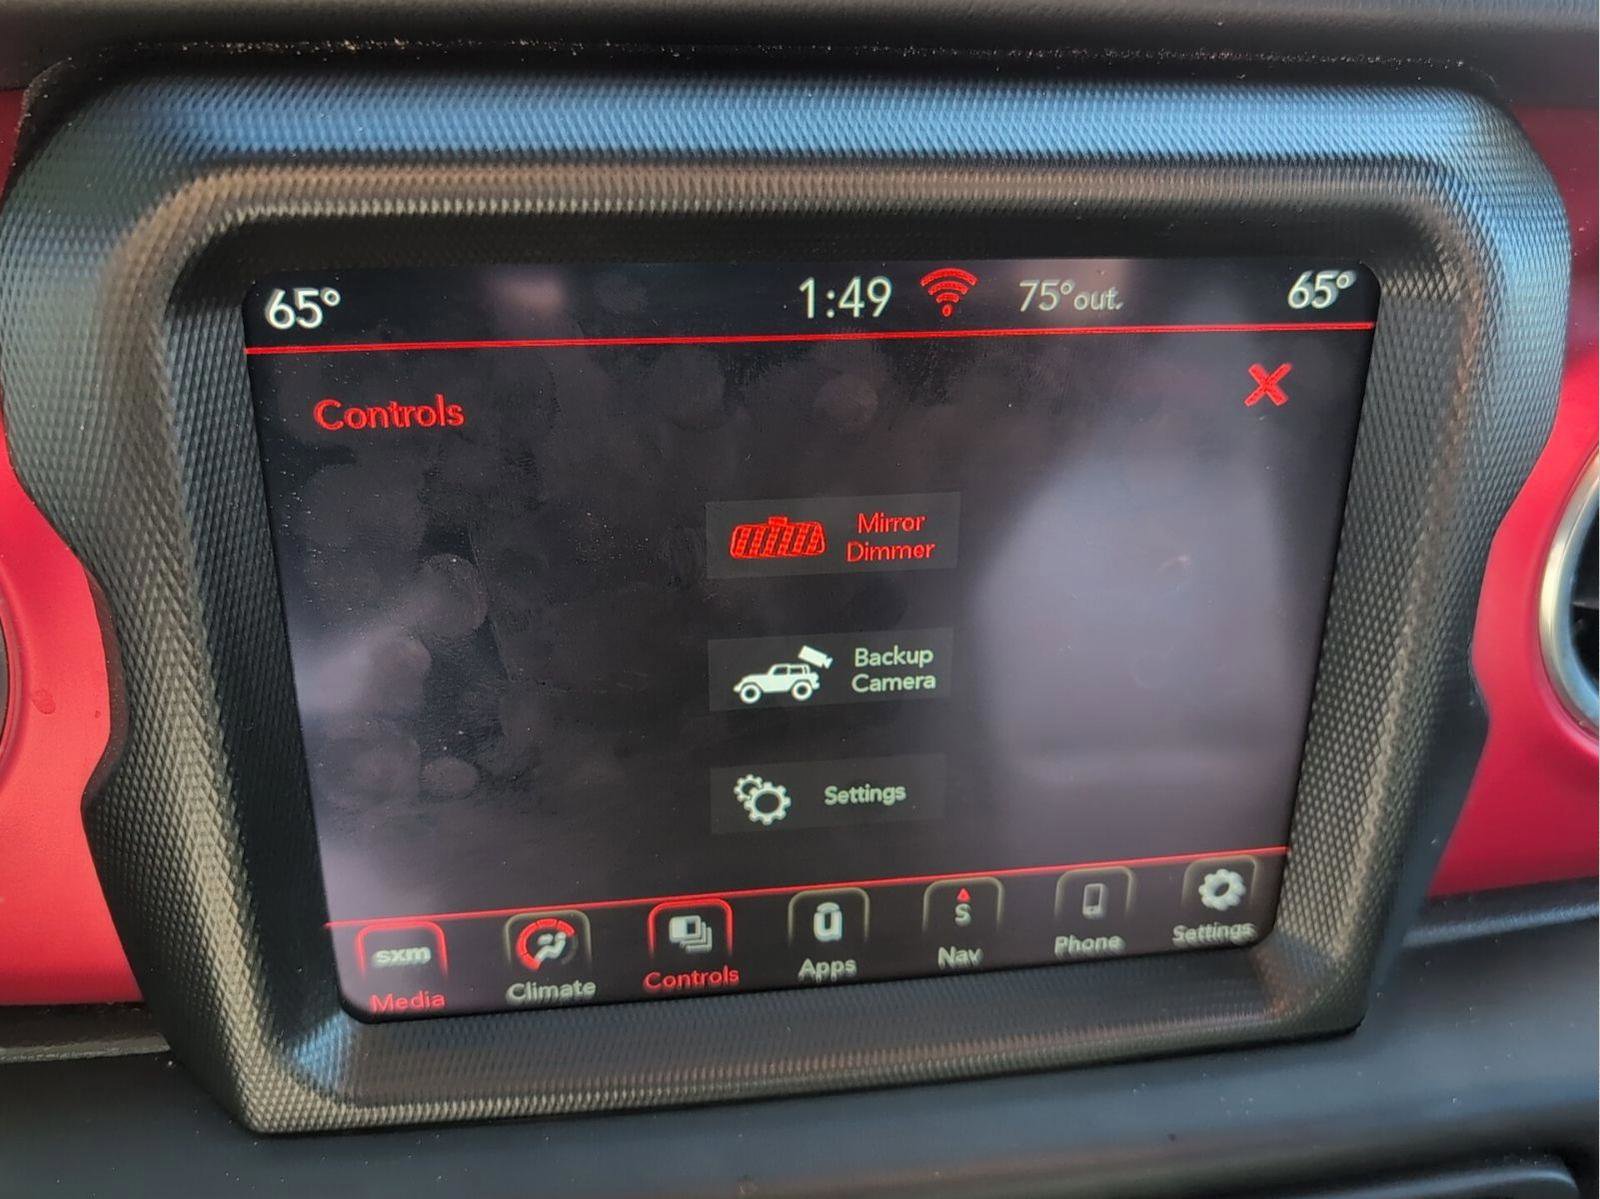 65° 1:49 75°out. 65°
Controls
Mirror
Dimmer
Backup
Camera
Settings
sxm
S
Media Climate Controls Apps Nav Phone Settings